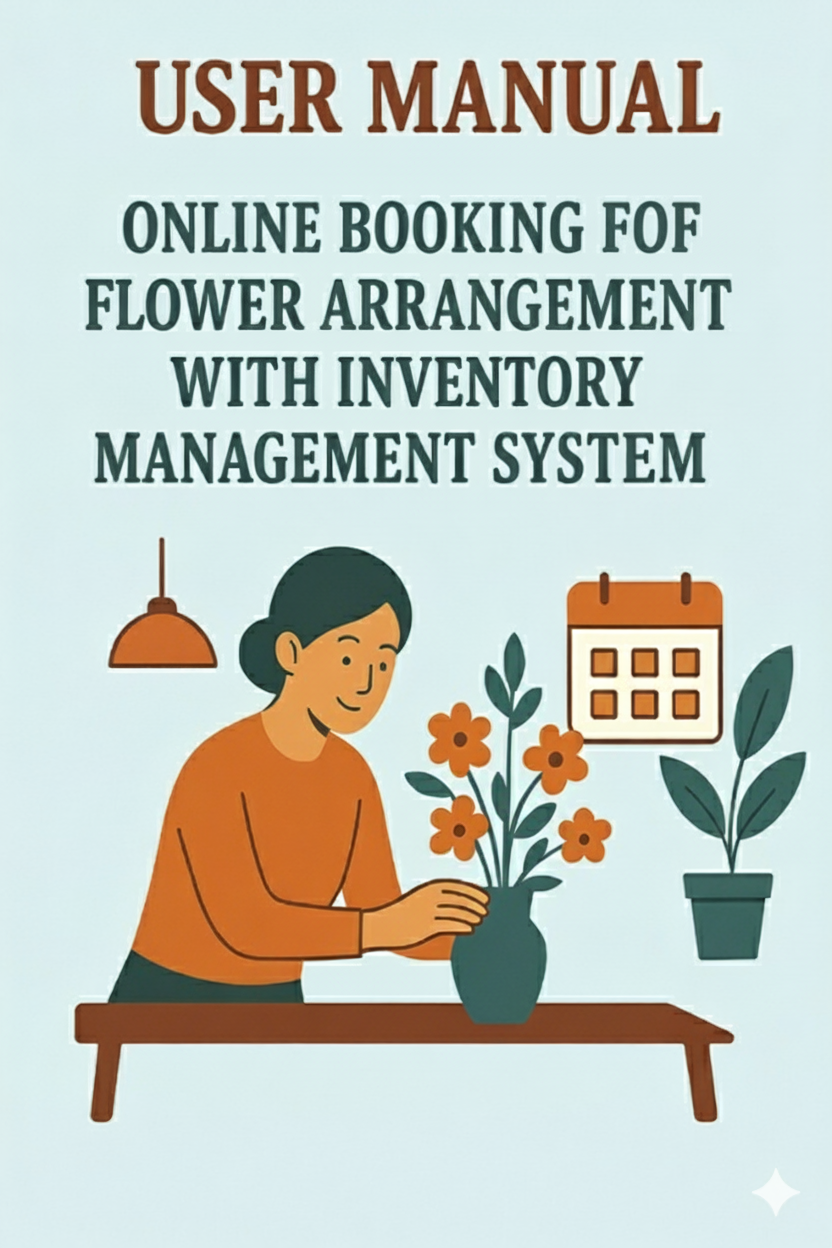 USER MANUAL
ONLINE BOOKING FOF
FLOWER ARRANGEMENT
WITH INVENTORY
MANAGEMENT SYSTEM